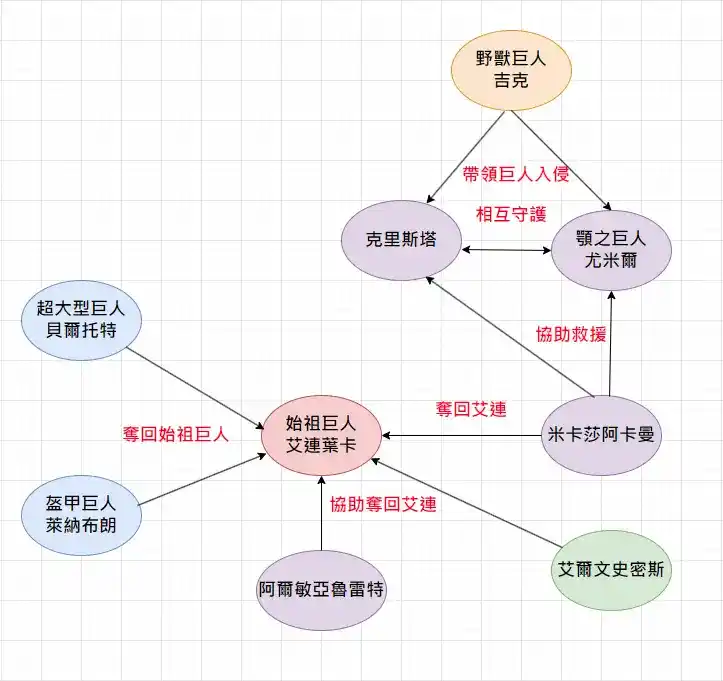 野獸巨人
吉克
帶領巨人入侵
相互守護
克里斯塔
顎之巨人
尤米爾
超大型巨人
貝爾托特
協助救援
始祖巨人
艾連葉卡
奪回艾連
米卡莎阿卡曼
奪回始祖巨人
盔甲巨人
萊納布朗
協助奪回艾連
艾爾文史密斯
阿爾敏亞魯雷特